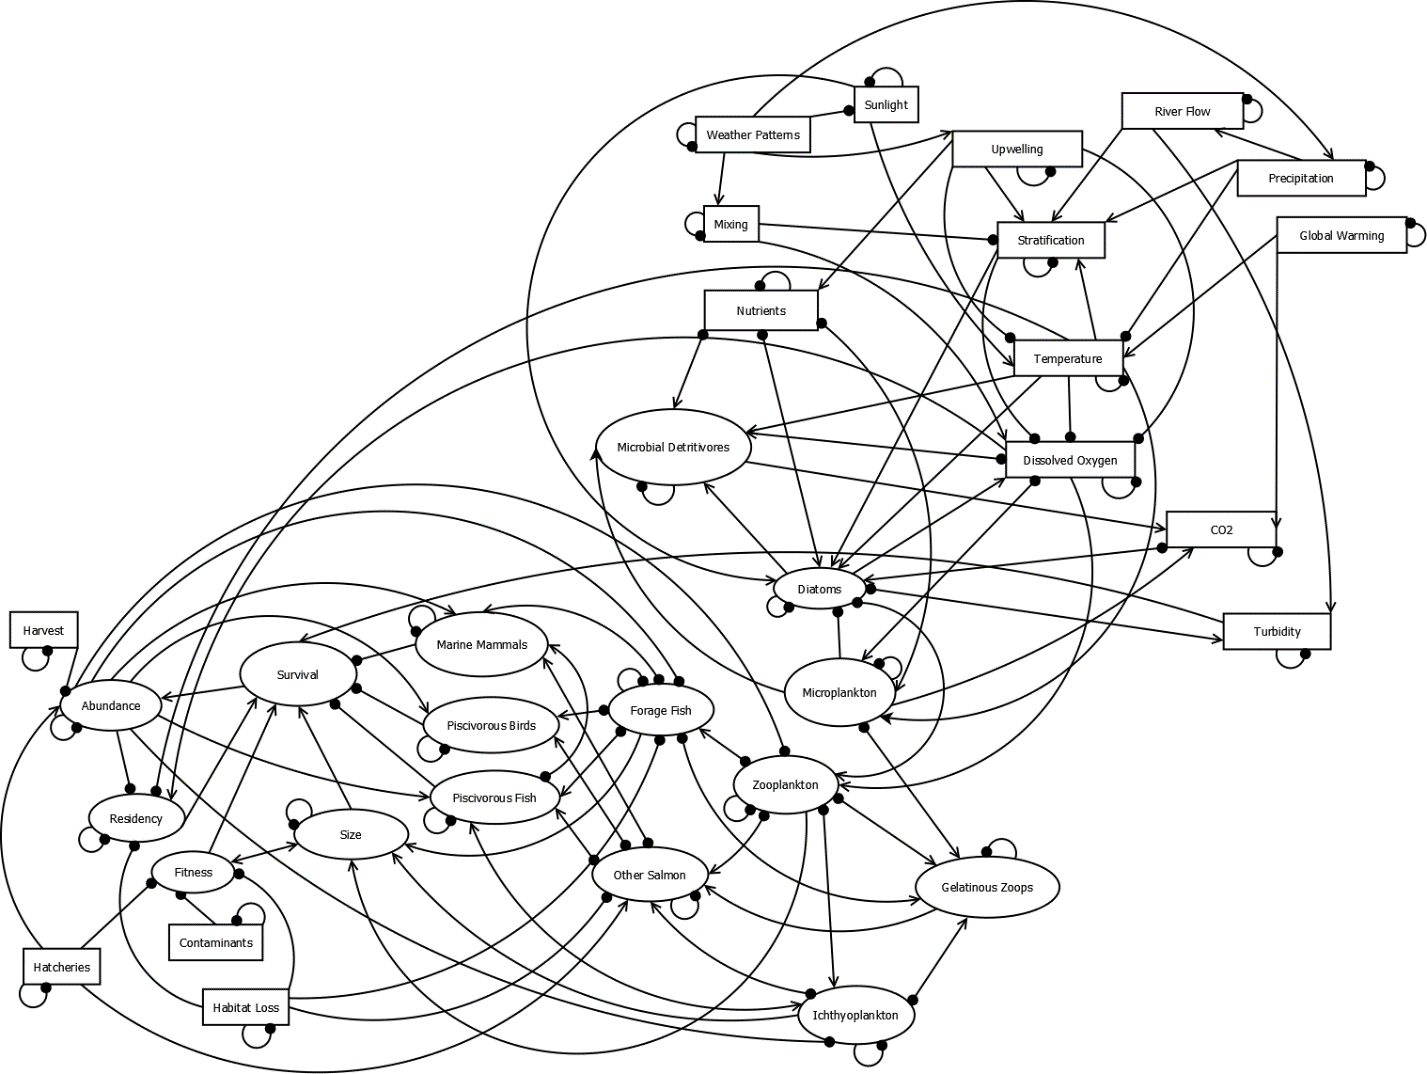 Sunlight
River Flow
Weather Patterns
Upwelling
Precipitation
Mixing
Stratification
Global Warming
Nutrients
Temperature
Microbial Detritivores
Dissolved Oxygen
CO2
Diatoms
Harvest
Turbidity
Marine Mammals
Survival
Microplankton
Abundance
Forage Fish
Piscivorous Birds
Zooplankton
Piscivorous Fish
Residency
Size
Fitness
Other Salmon
Gelatinous Zoops
Contaminants
Hatcheries
Habitat Loss
Ichthyoplankton